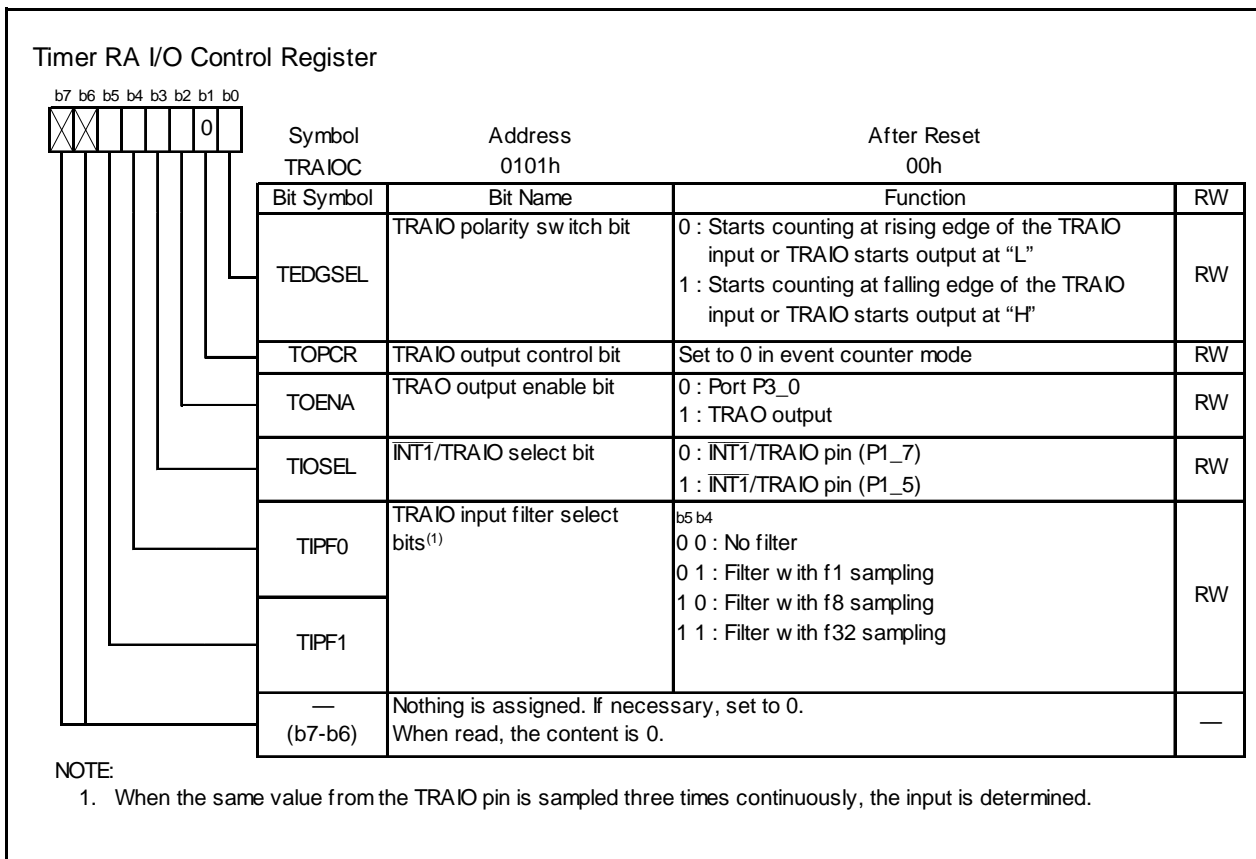 Timer RA I/O Control Register
b7 b6 b5 b4 b3 b2 b1 b0
0
Symbol Address After Reset
TRAIOC 0101h 00h
Bit Symbol Bit Name Function RW
TEDGSEL TRAIO polarity switch bit 0 : Starts counting at rising edge of the TRAIO
input or TRAIO starts output at “L”
1 : Starts counting at falling edge of the TRAIO
input or TRAIO starts output at “H”
RW
TOPCR TRAIO output control bit Set to 0 in event counter mode RW
TOENA TRAO output enable bit 0 : Port P3_0
1 : TRAO output
RW
TIOSEL INT1/TRAIO select bit 0 : INT1/TRAIO pin (P1_7)
1 : INT1/TRAIO pin (P1_5)
RW
TIPF0 TRAIO input filter select
bits(1)
b5 b4
0 0 : No filter
0 1 : Filter with f1 sampling
1 0 : Filter with f8 sampling
1 1 : Filter with f32 sampling
RW
TIPF1
—
(b7-b6)
Nothing is assigned. If necessary, set to 0.
When read, the content is 0.
—
NOTE:
1. When the same value from the TRAIO pin is sampled three times continuously, the input is determined.